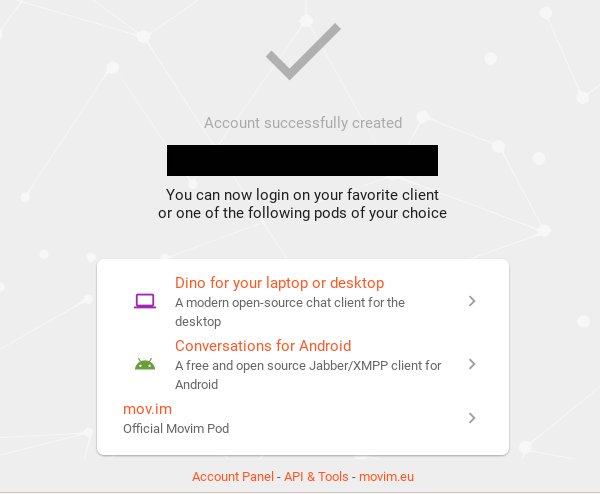 Account successfully created
You can now login on your favorite client
or one of the following pods of your choice
Dino for your laptop or desktop
A modern open-source chat client for the
desktop
Conversations for Android
A free and open source Jabber/XMPP client for
Android
mov.im
Official Movim Pod
Account Panel - API & Tools - movim.eu